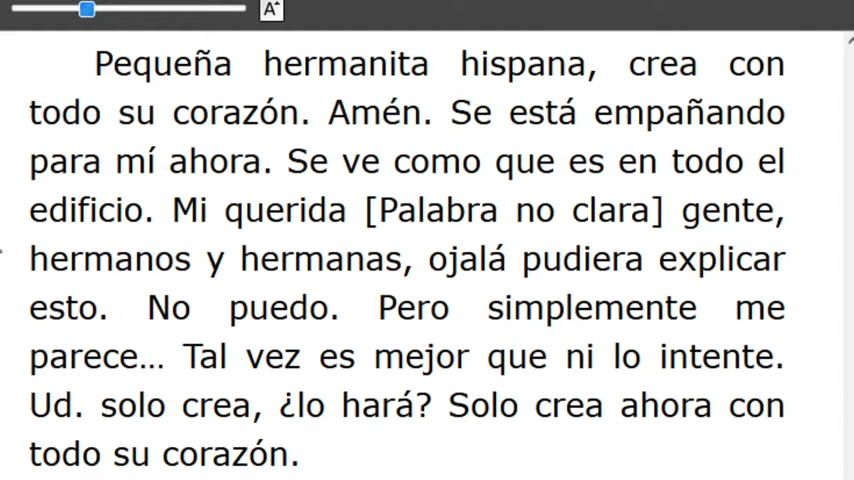 A
Pequeña hermanita hispana, crea con
todo su corazón. Amén. Se está empañando
para mí ahora. Se ve como que es en todo el
edificio. Mi querida [Palabra no clara] gente,
hermanos y hermanas, ojalá pudiera explicar
esto. No puedo. Pero simplemente me
parece... Tal vez es mejor que ni lo intente.
Ud. solo crea, ¿lo hará? Solo crea ahora con
todo su corazón.